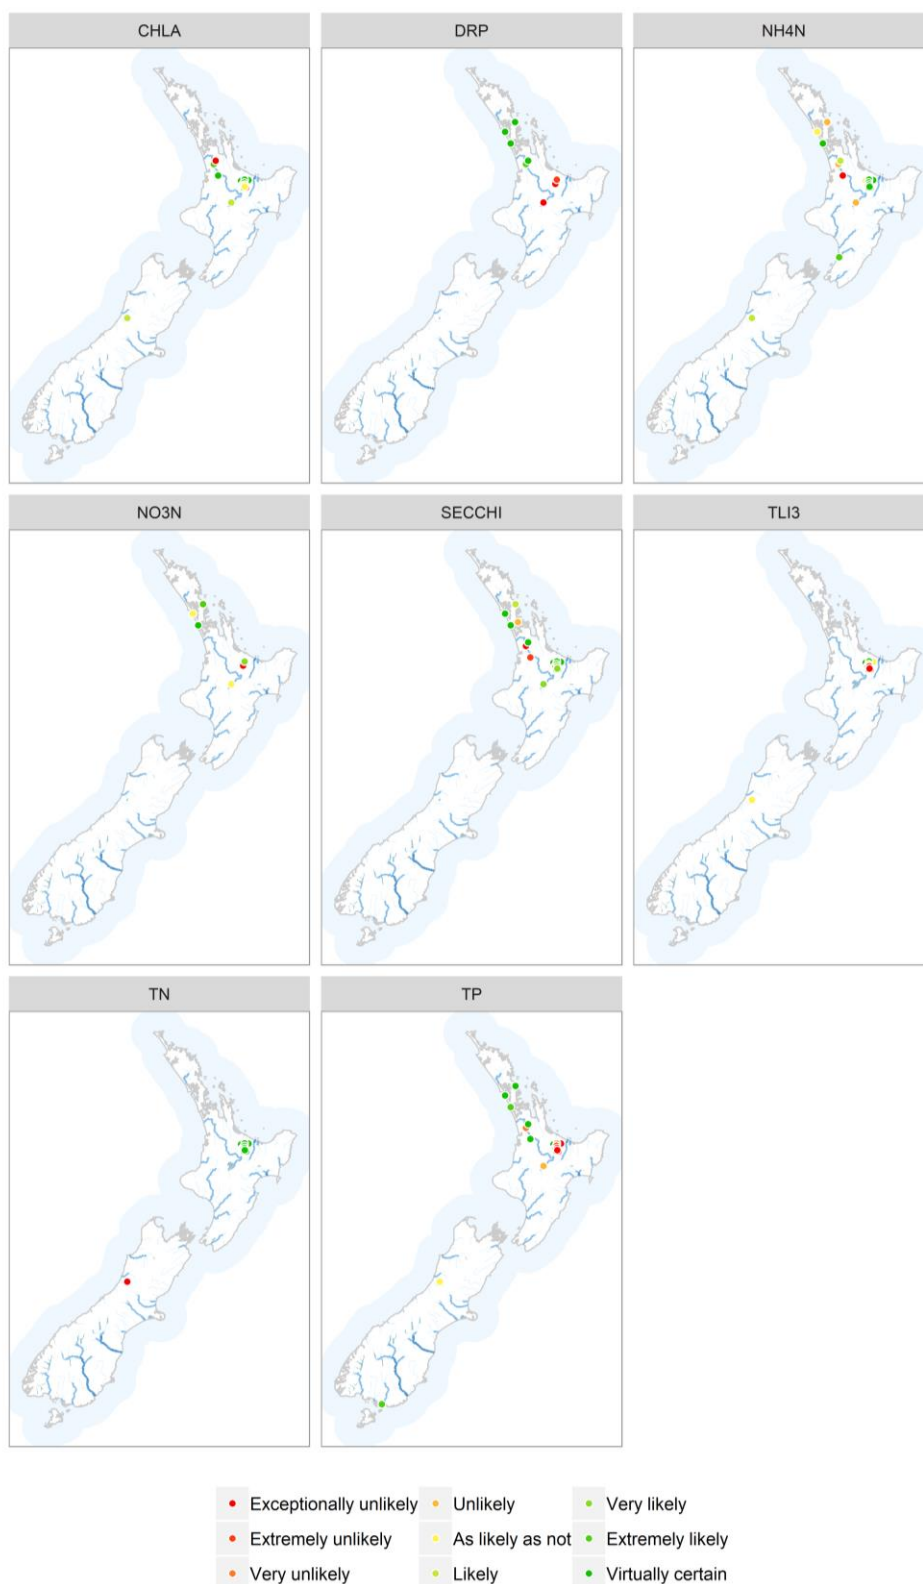 CHLA DRP NH4N
NO3N SECCHI TLI3
TN TP
Exceptionally unlikely Unlikely Very likely
Extremely unlikely As likely as not Extremely likely
Very unlikely Likely Virtually certain